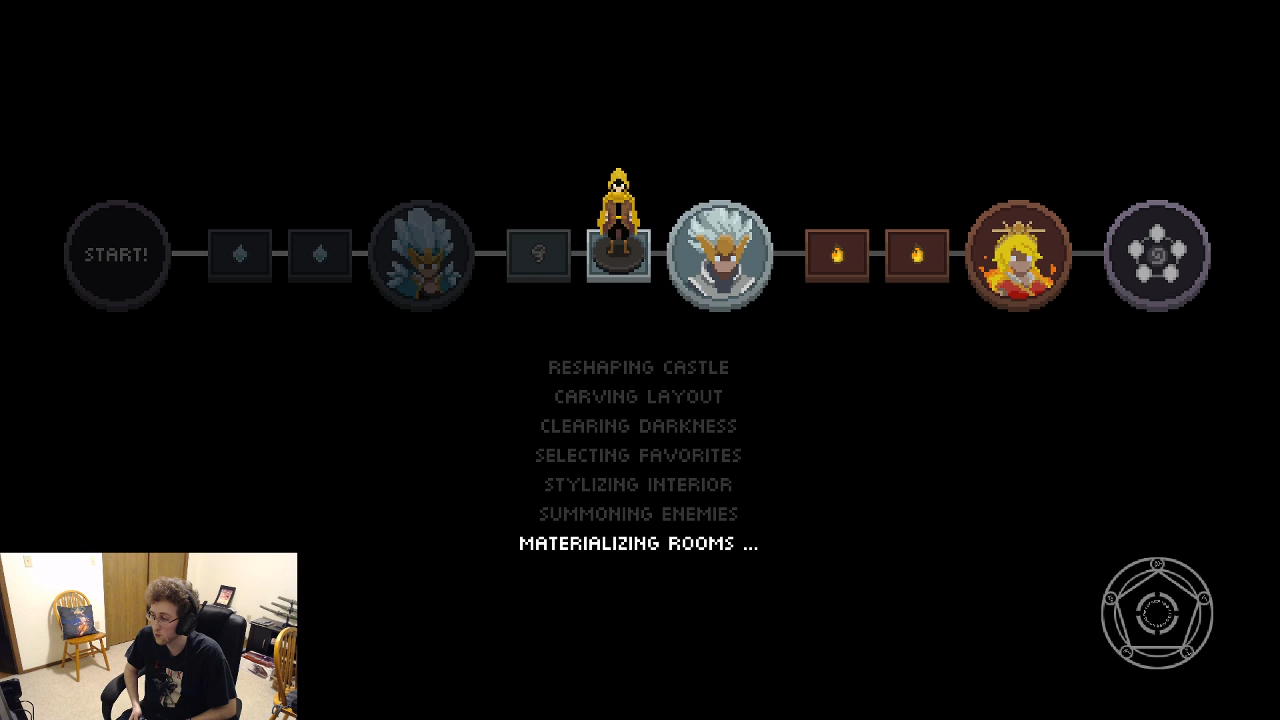 START!
RESHAPING CASTLE
CARVING LAYOUT
CLEARING DARKNESS
SELECTING FAVORITES
STYLIZING INTERIOR
SUMMONING ENEMIES
MATERIALIZING ROOMS ...